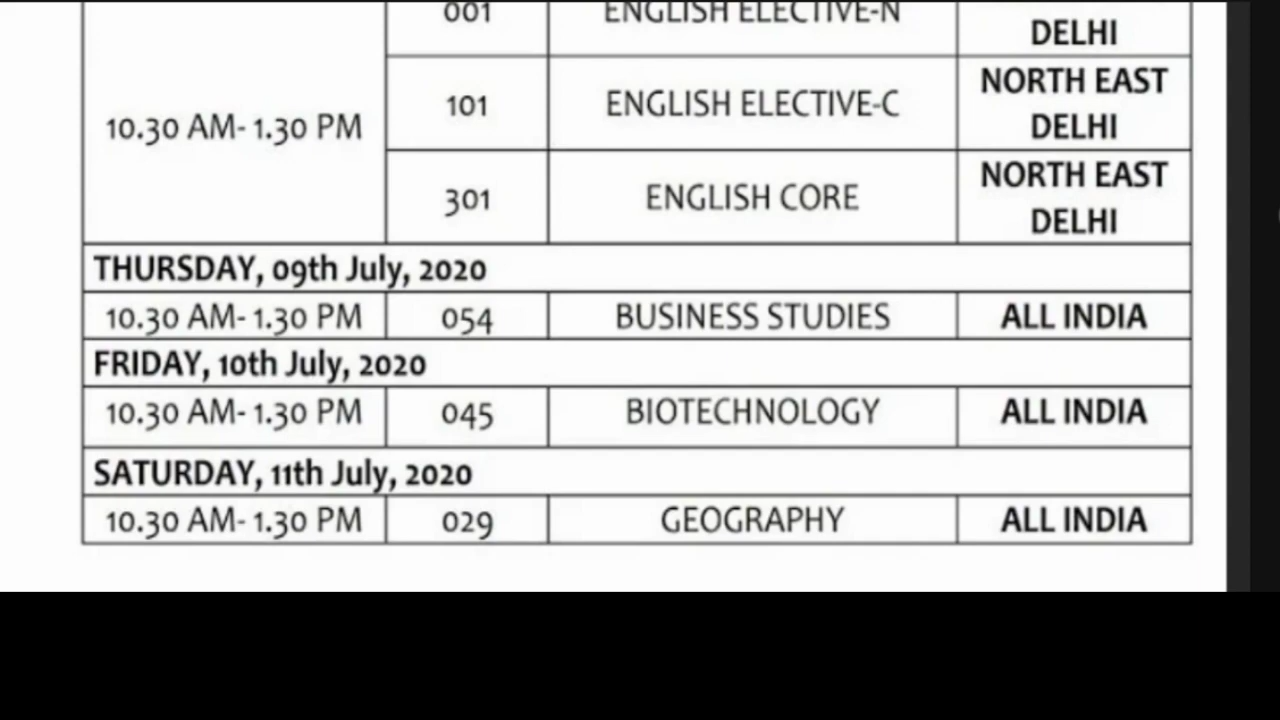 001 ENGLISH ELECTIVE-N DELHI
101 ENGLISH ELECTIVE-C NORTH EAST
DELHI
10.30 AM- 1.30 PM
301 ENGLISH CORE NORTH EAST
DELHI
THURSDAY, 09th July, 2020
10.30 AM- 1.30 PM 054 BUSINESS STUDIES ALL INDIA
FRIDAY, 10th July, 2020
10.30 AM- 1.30 PM 045 BIOTECHNOLOGY ALL INDIA
SATURDAY, 11th July, 2020
10.30 AM- 1.30 PM 029 GEOGRAPHY ALL INDIA